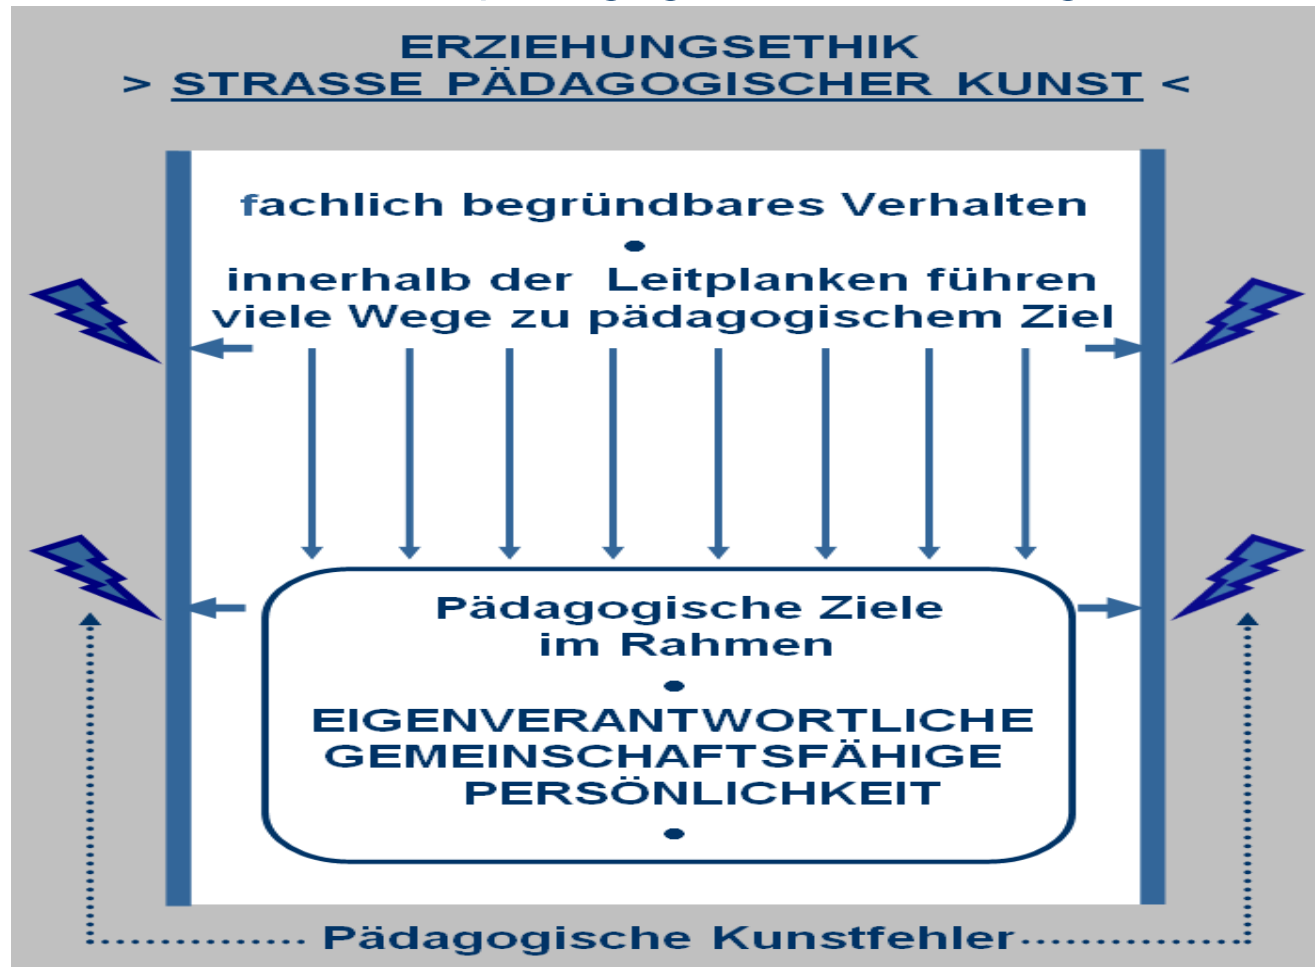 ERZIEHUNGSETHIK
> STRASSE PÄDAGOGISCHER KUNST <
fachlich begründbares Verhalten
•
innerhalb der Leitplanken führen
viele Wege zu pädagogischem Ziel
Pädagogische Ziele
im Rahmen
•
EIGENVERANTWORTLICHE
GEMEINSCHAFTSFÄHIGE
PERSÖNLICHKEIT
•
Pädagogische Kunstfehler